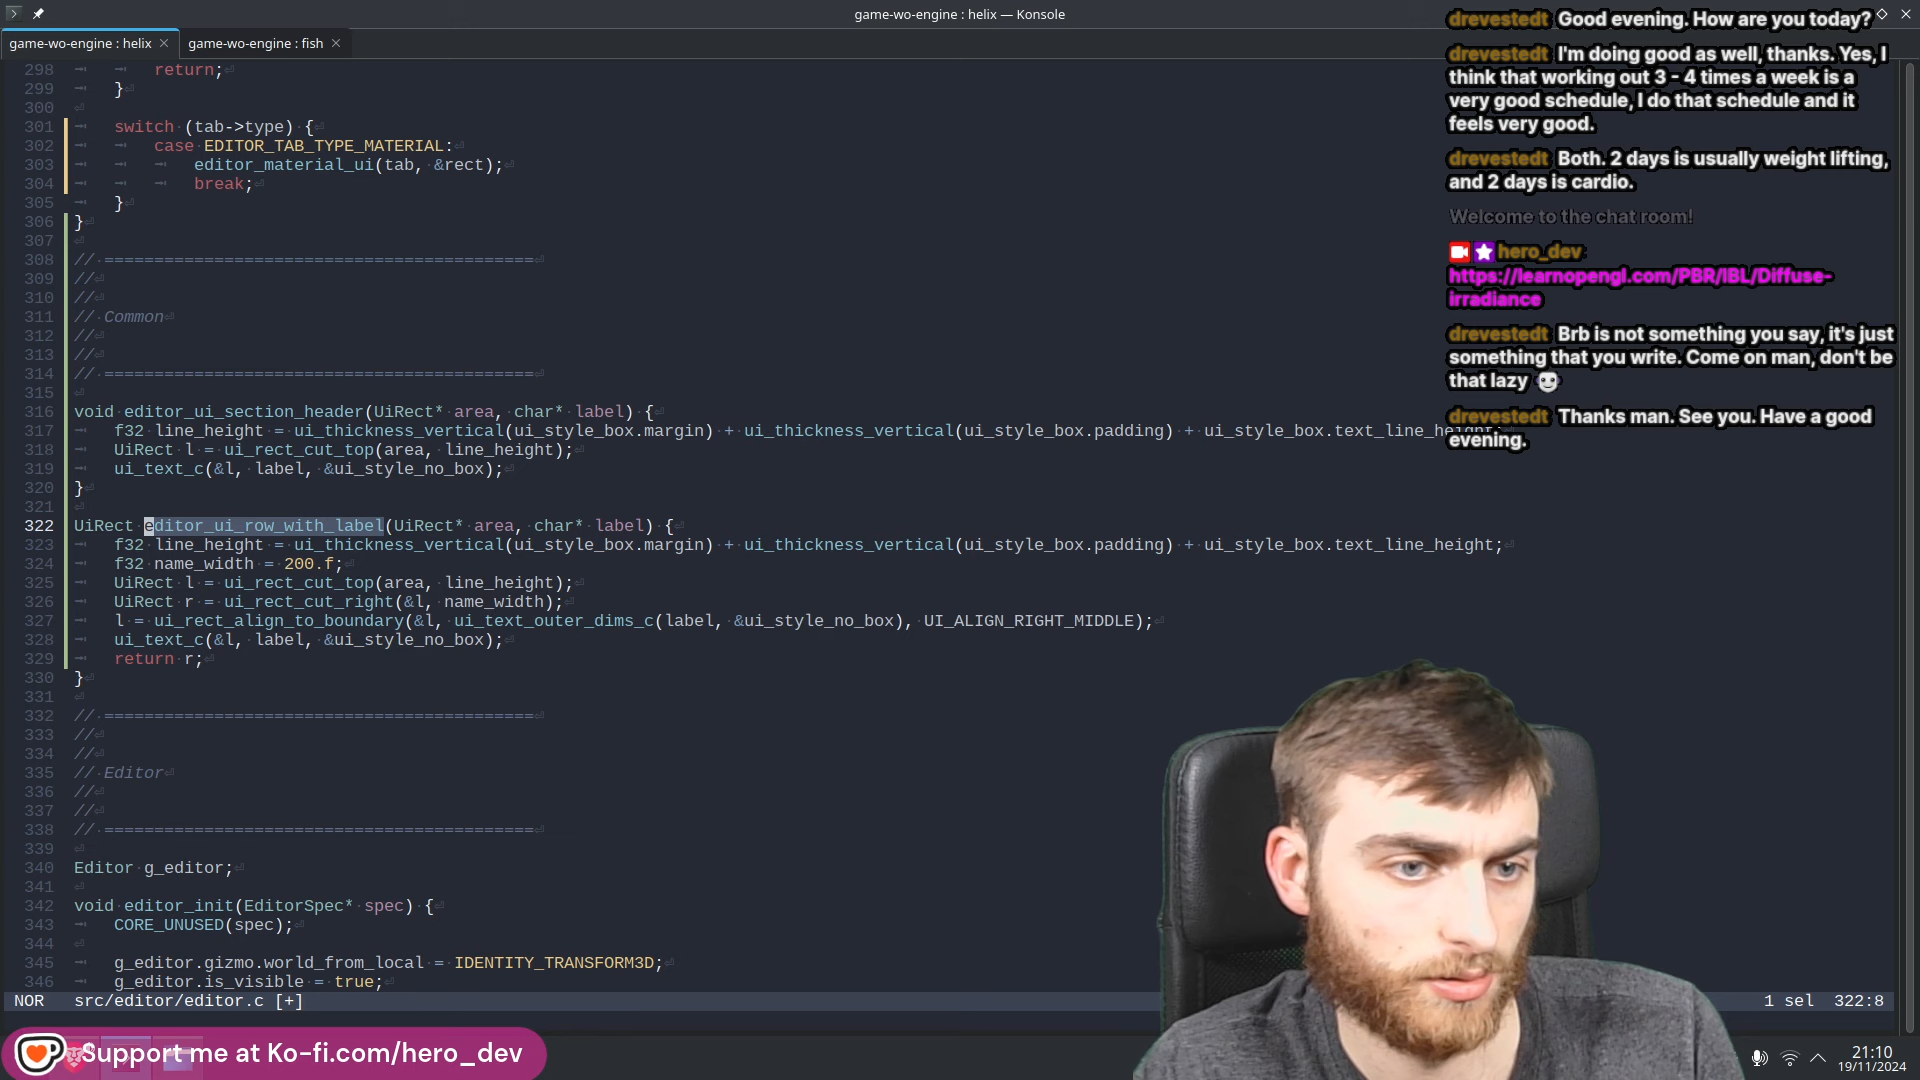 game-wo-engine : helix — Konsole
game-wo-engine : helix
game-wo-engine : fish
298 return;
299 }
300
301 switch (tab->type) {
302 case EDITOR_TAB_TYPE_MATERIAL:
303 editor_material_ui(tab, &rect);
304 break;
305 }
306 }
307
308 // ===========================================
309 //
310 //
311 // Common
312 //
313 //
314 // ===========================================
315
316 void editor_ui_section_header(UiRect* area, char* label) {
317 f32 line_height = ui_thickness_vertical(ui_style_box.margin) + ui_thickness_vertical(ui_style_box.padding) + ui_style_box.text_line_height;
318 UiRect l = ui_rect_cut_top(area, line_height);
319 ui_text_c(&l, label, &ui_style_no_box);
320 }
321
322 UiRect editor_ui_row_with_label(UiRect* area, char* label) {
323 f32 line_height = ui_thickness_vertical(ui_style_box.margin) + ui_thickness_vertical(ui_style_box.padding) + ui_style_box.text_line_height;
324 f32 name_width = 200.f;
325 UiRect l = ui_rect_cut_top(area, line_height);
326 UiRect r = ui_rect_cut_right(&l, name_width);
327 l = ui_rect_align_to_boundary(&l, ui_text_outer_dims_c(label, &ui_style_no_box), UI_ALIGN_RIGHT_MIDDLE);
328 ui_text_c(&l, label, &ui_style_no_box);
329 return r;
330 }
331
332 // ===========================================
333 //
334 //
335 // Editor
336 //
337 //
338 // ===========================================
339
340 Editor g_editor;
341
342 void editor_init(EditorSpec* spec) {
343 CORE_UNUSED(spec);
344
345 g_editor.gizmo.world_from_local = IDENTITY_TRANSFORM3D;
346 g_editor.is_visible = true;
NOR src/editor/editor.c [+] 1 sel 322:8
drevestedt Good evening. How are you today?
drevestedt I'm doing good as well, thanks. Yes, I
think that working out 3 - 4 times a week is a
very good schedule, I do that schedule and it
feels very good.
drevestedt Both. 2 days is usually weight lifting,
and 2 days is cardio.
Welcome to the chat room!
hero_dev
https://learnopengl.com/PBR/IBL/Diffuse-
irradiance
drevestedt Brb is not something you say, it's just
something that you write. Come on man, don't be
that lazy
drevestedt Thanks man. See you. Have a good
evening.
Support me at Ko-fi.com/hero_dev
21:10
19/11/2024